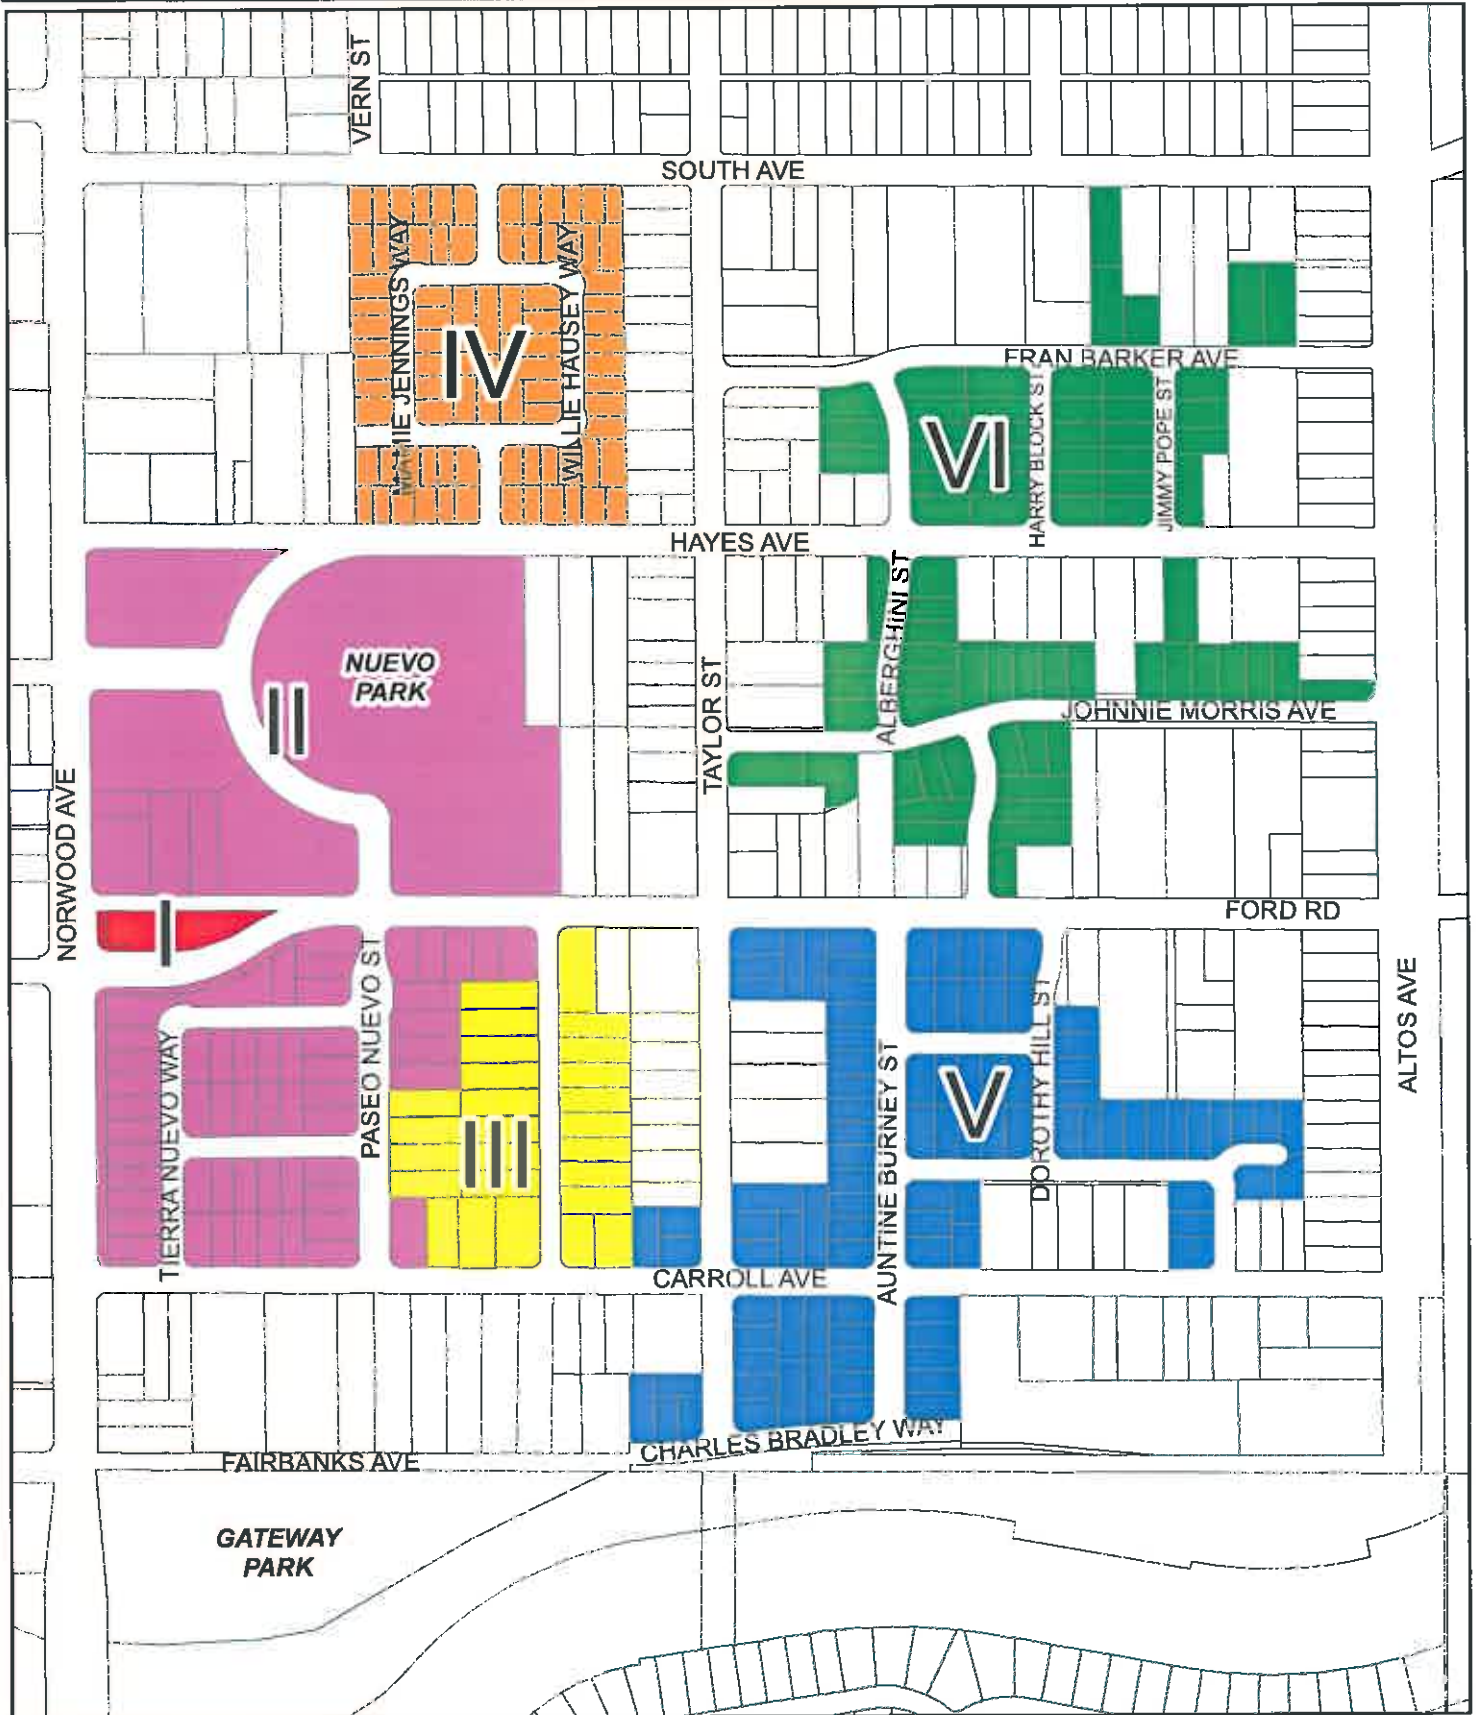 VERN ST
SOUTH AVE
MAMIE JENNINGS WAY
WILLIE HAUSEY WAY
IV
FRAN BARKER AVE
VI
HARRY BLOCK ST
JIMMY POPE ST
HAYES AVE
NUEVO
PARK
II
TAYLOR ST
ALBERGHINI ST
JOHNNIE MORRIS AVE
NORWOOD AVE
I
FORD RD
ALTOS AVE
TIERRA NUEVO WAY
PASEO NUEVO ST
III
AUNTINE BURNEY ST
V
DOROTHY HILL ST
CARROLL AVE
CHARLES BRADLEY WAY
FAIRBANKS AVE
GATEWAY
PARK